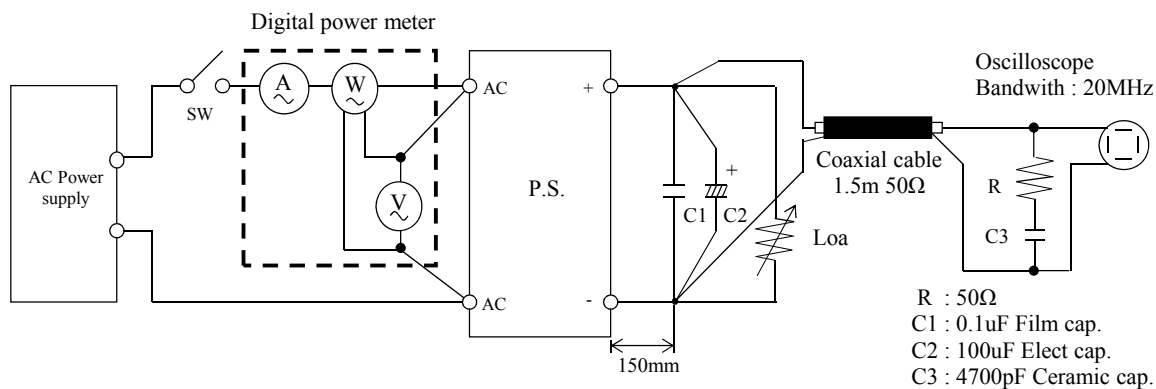 Digital power meter
Oscilloscope
Bandwith : 20MHz
SW
A
W
V
AC
AC
P.S.
+
-
AC Power
supply
C1
+
C2
Loa
Coaxial cable
1.5m 50Ω
R
C3
150mm
R : 50Ω
C1 : 0.1uF Film cap.
C2 : 100uF Elect cap.
C3 : 4700pF Ceramic cap.